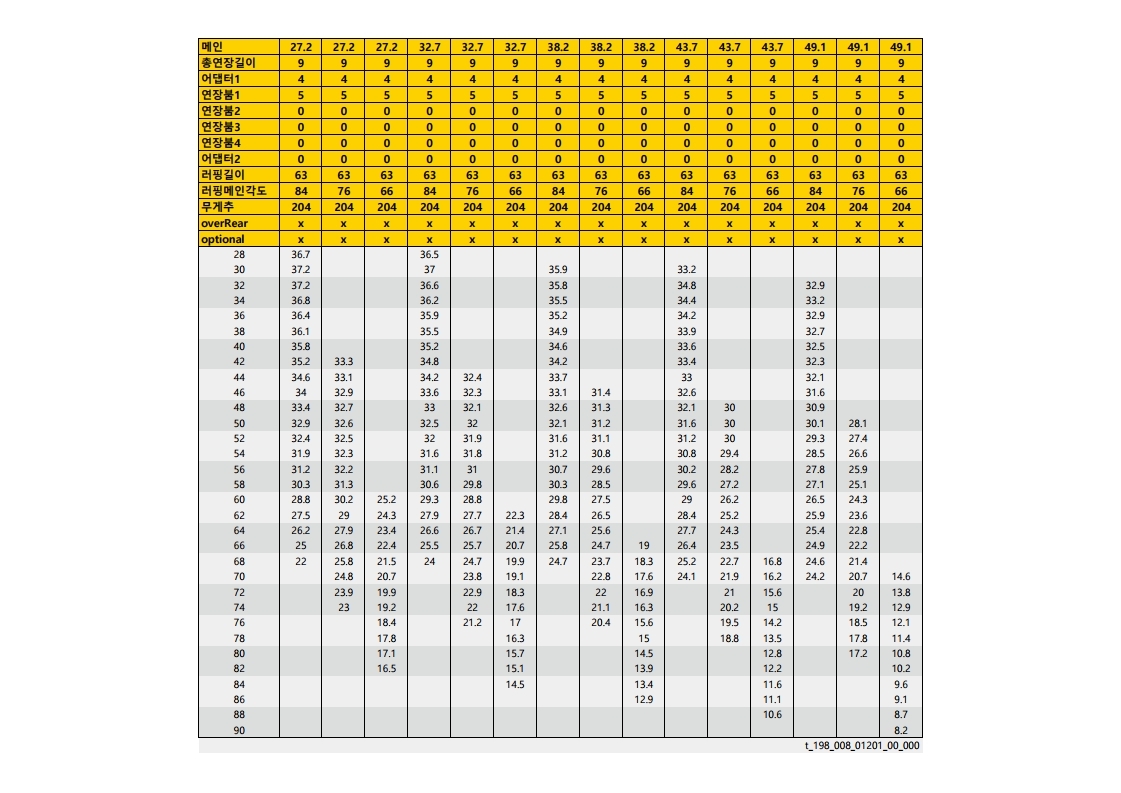 메인 27.2 27.2 27.2 32.7 32.7 32.7 38.2 38.2 38.2 43.7 43.7 43.7 49.1 49.1 49.1
총연장길이 9 9 9 9 9 9 9 9 9 9 9 9 9 9 9
어댑터1 4 4 4 4 4 4 4 4 4 4 4 4 4 4 4
연장붐1 5 5 5 5 5 5 5 5 5 5 5 5 5 5 5
연장붐2 0 0 0 0 0 0 0 0 0 0 0 0 0 0 0
연장붐3 0 0 0 0 0 0 0 0 0 0 0 0 0 0 0
연장붐4 0 0 0 0 0 0 0 0 0 0 0 0 0 0 0
어댑터2 0 0 0 0 0 0 0 0 0 0 0 0 0 0 0
러핑길이 63 63 63 63 63 63 63 63 63 63 63 63 63 63 63
러핑메인각도 84 76 66 84 76 66 84 76 66 84 76 66 84 76 66
무게추 204 204 204 204 204 204 204 204 204 204 204 204 204 204 204
overRear x x x x x x x x x x x x x x x
optional x x x x x x x x x x x x x x x
28 36.7 36.5
30 37.2 37 35.9 33.2
32 37.2 36.6 35.8 34.8 32.9
34 36.8 36.2 35.5 34.4 33.2
36 36.4 35.9 35.2 34.2 32.9
38 36.1 35.5 34.9 33.9 32.7
40 35.8 35.2 34.6 33.6 32.5
42 35.2 33.3 34.8 34.2 33.4 32.3
44 34.6 33.1 34.2 32.4 33.7 33 32.1
46 34 32.9 33.6 32.3 33.1 31.4 32.6 31.6
48 33.4 32.7 33 32.1 32.6 31.3 32.1 30 30.9
50 32.9 32.6 32.5 32 32.1 31.2 31.6 30 30.1 28.1
52 32.4 32.5 32 31.9 31.6 31.1 31.2 30 29.3 27.4
54 31.9 32.3 31.6 31.8 31.2 30.8 30.8 29.4 28.5 26.6
56 31.2 32.2 31.1 31 30.7 29.6 30.2 28.2 27.8 25.9
58 30.3 31.3 30.6 29.8 30.3 28.5 29.6 27.2 27.1 25.1
60 28.8 30.2 25.2 29.3 28.8 29.8 27.5 29 26.2 26.5 24.3
62 27.5 29 24.3 27.9 27.7 22.3 28.4 26.5 28.4 25.2 25.9 23.6
64 26.2 27.9 23.4 26.6 26.7 21.4 27.1 25.6 27.7 24.3 25.4 22.8
66 25 26.8 22.4 25.5 25.7 20.7 25.8 24.7 19 26.4 23.5 24.9 22.2
68 22 25.8 21.5 24 24.7 19.9 24.7 23.7 18.3 25.2 22.7 16.8 24.6 21.4
70 24.8 20.7 23.8 19.1 22.8 17.6 24.1 21.9 16.2 24.2 20.7 14.6
72 23.9 19.9 22.9 18.3 22 16.9 21 15.6 20 13.8
74 23 19.2 22 17.6 21.1 16.3 20.2 15 19.2 12.9
76 18.4 21.2 17 20.4 15.6 19.5 14.2 18.5 12.1
78 17.8 16.3 15 18.8 13.5 17.8 11.4
80 17.1 15.7 14.5 12.8 17.2 10.8
82 16.5 15.1 13.9 12.2 10.2
84 14.5 13.4 11.6 9.6
86 12.9 11.1 9.1
88 10.6 8.7
90 8.2
t_198_008_01201_00_000